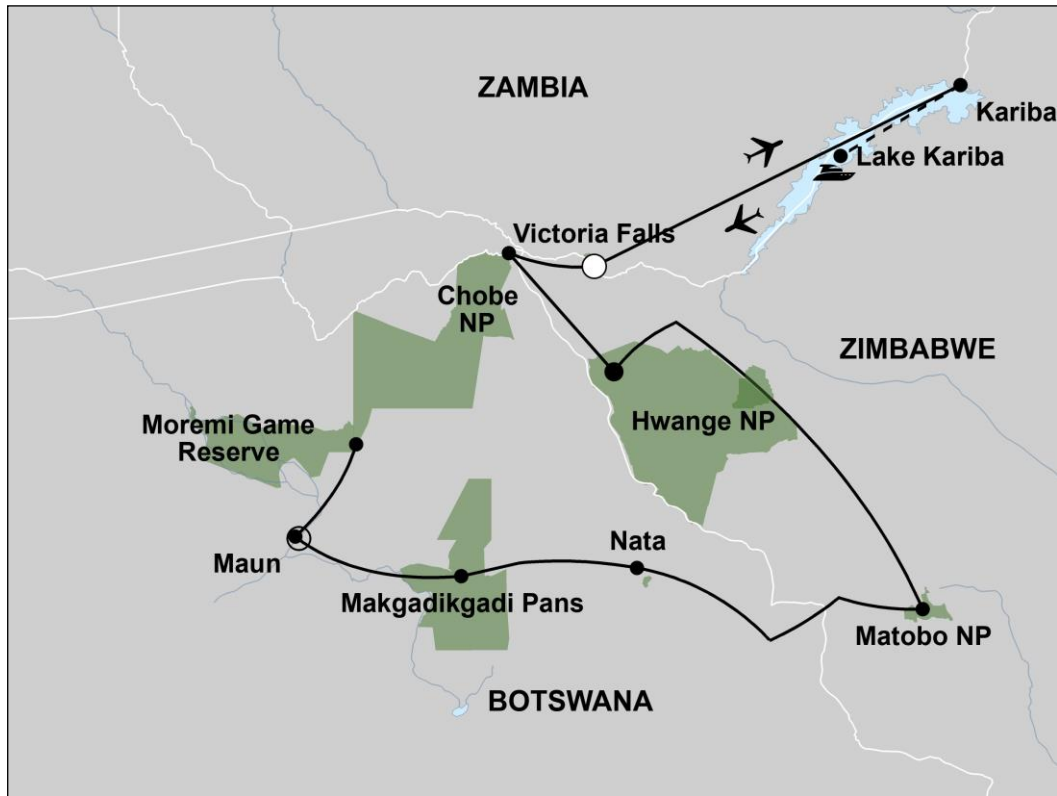 ZAMBIA
Kariba
Lake Kariba
Victoria Falls
Chobe
NP
ZIMBABWE
Moremi Game
Reserve
Hwange NP
Maun
Nata
Makgadikgadi Pans
Matobo NP
BOTSWANA